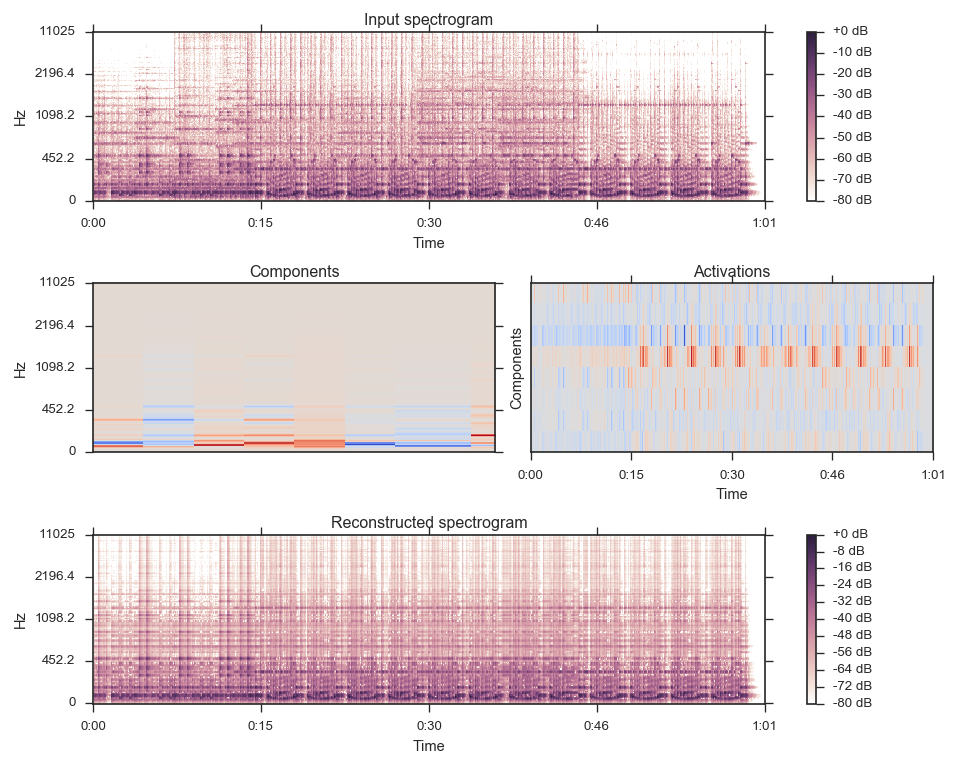 Input spectrogram
11025
2196.4
1098.2
452.2
0
Hz
0:00 0:15 0:30 0:46 1:01
Time
+0 dB
-10 dB
-20 dB
-30 dB
-40 dB
-50 dB
-60 dB
-70 dB
-80 dB
Components
11025
2196.4
1098.2
452.2
0
Hz
Activations
Components
0:00 0:15 0:30 0:46 1:01
Time
Reconstructed spectrogram
11025
2196.4
1098.2
452.2
0
Hz
0:00 0:15 0:30 0:46 1:01
Time
+0 dB
-8 dB
-16 dB
-24 dB
-32 dB
-40 dB
-48 dB
-56 dB
-64 dB
-72 dB
-80 dB